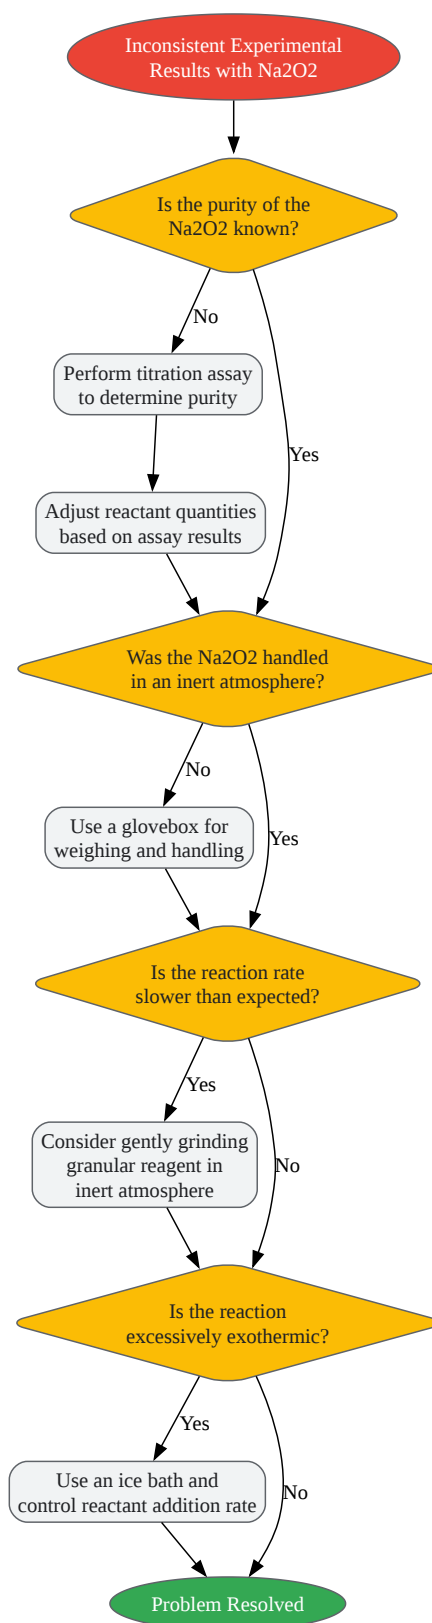 Inconsistent Experimental
Results with Na2O2
Is the purity of the
Na2O2 known?
No
Perform titration assay
to determine purity
Yes
Adjust reactant quantities
based on assay results
Was the Na2O2 handled
in an inert atmosphere?
No
Use a glovebox for
weighing and handling
Yes
Is the reaction rate
slower than expected?
Yes
Consider gently grinding
granular reagent in
inert atmosphere
No
Is the reaction
excessively exothermic?
Yes
Use an ice bath and
control reactant addition rate
No
Problem Resolved